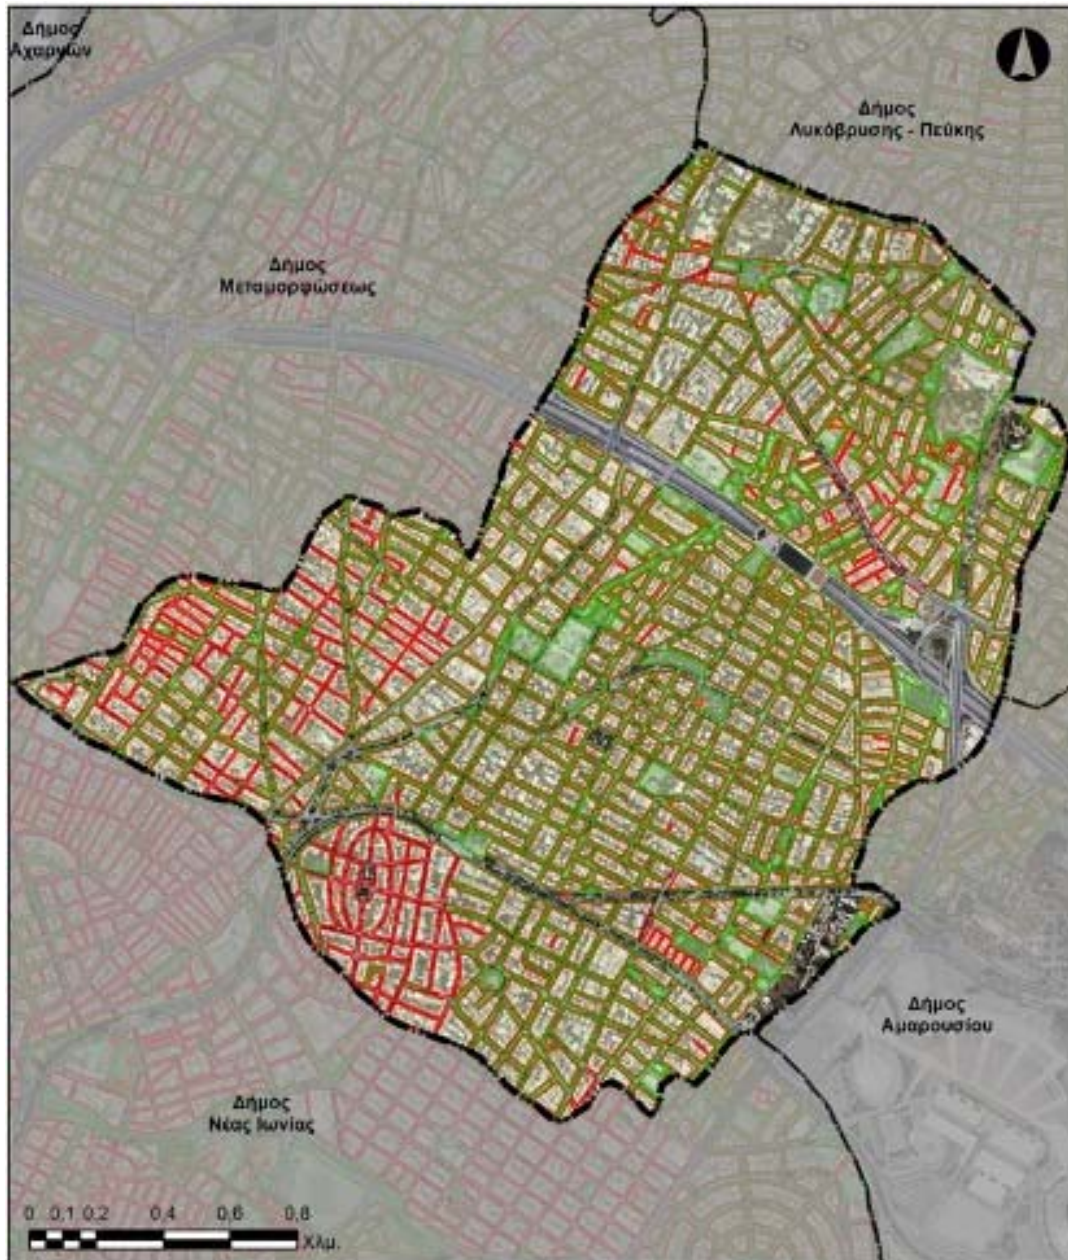 Δήμος
Αχαρνών
Δήμος
Λυκόβρυσης - Πεύκης
Δήμος
Μεταμορφώσεως
Δήμος
Αμαρουσίου
Δήμος
Νέας Ιωνίας
0 0,1 0,2 0,4 0,6 0,8
Χλμ.